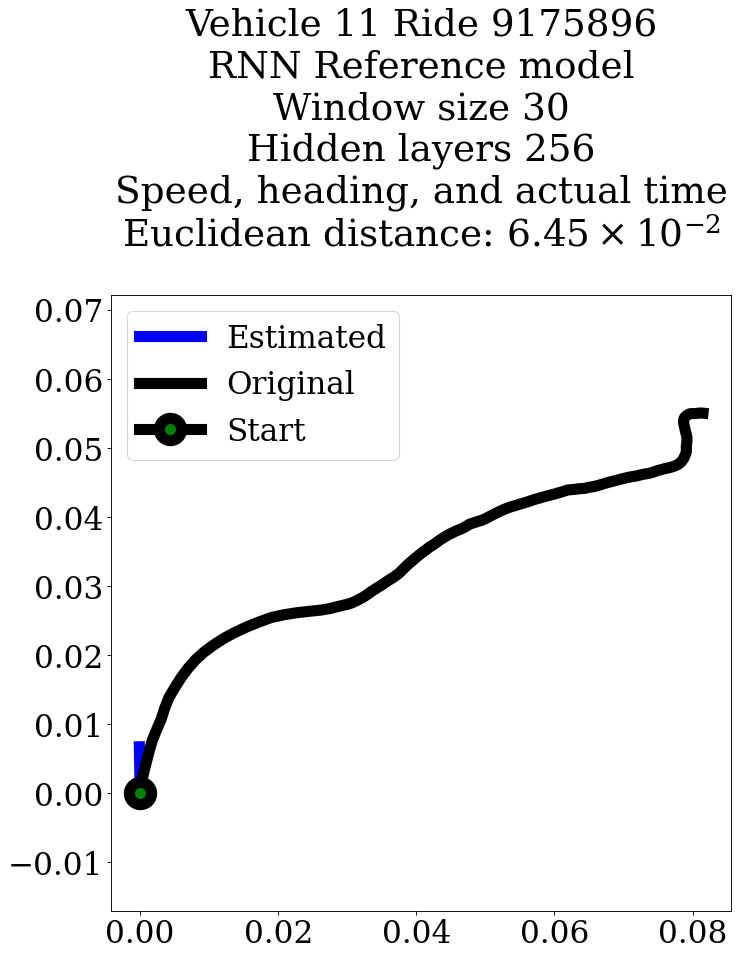 Vehicle 11 Ride 9175896
RNN Reference model
Window size 30
Hidden layers 256
Speed, heading, and actual time
Euclidean distance: 6.45 × 10⁻²
0.07
0.06
0.05
0.04
0.03
0.02
0.01
0.00
−0.01
Estimated
Original
Start
0.00 0.02 0.04 0.06 0.08